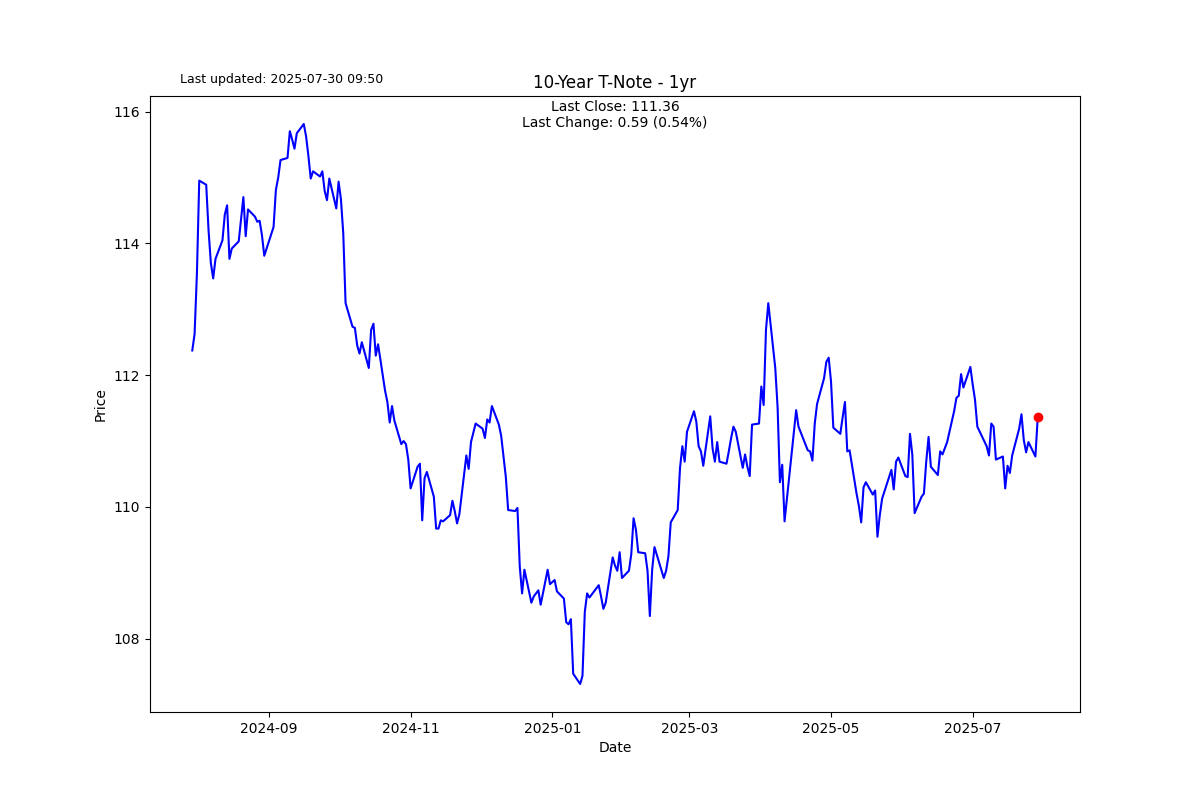 Last updated: 2025-07-30 09:50
10-Year T-Note - 1yr
Last Close: 111.36
Last Change: 0.59 (0.54%)
116
114
112
110
108
Price
2024-09
2024-11
2025-01
2025-03
2025-05
2025-07
Date